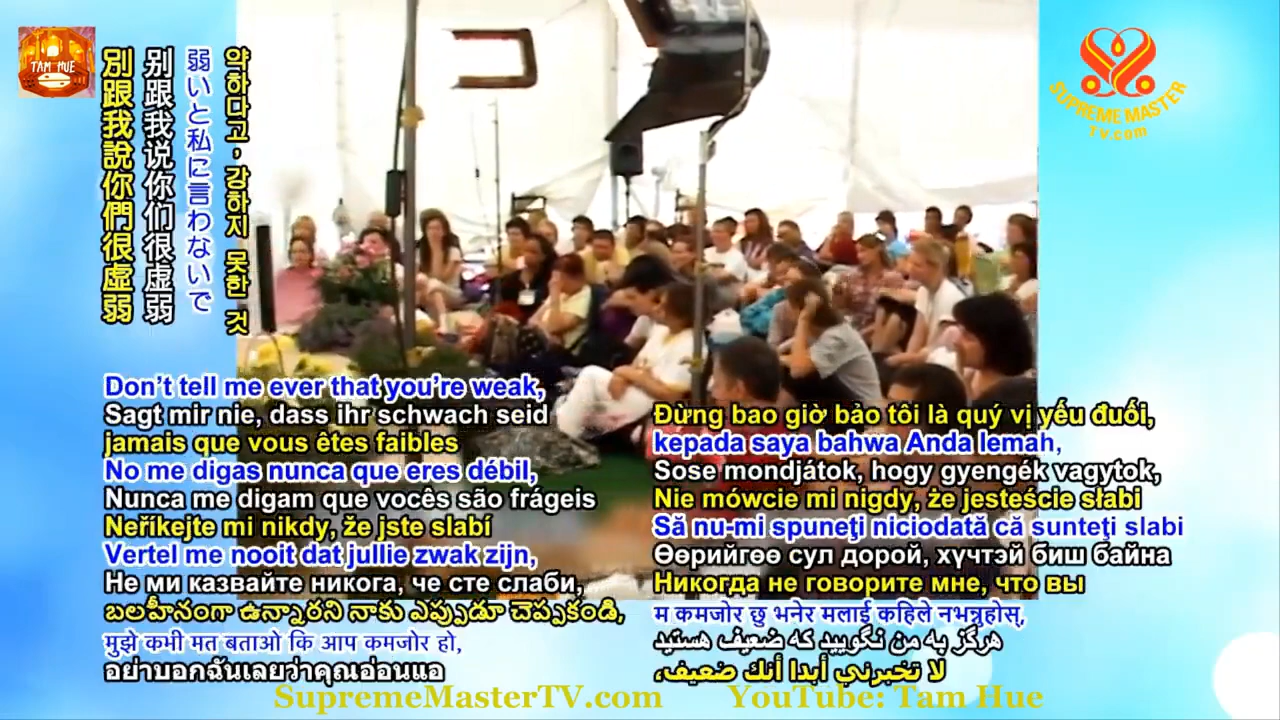 TAM HUE
別跟我說你們很虛弱
别跟我说你们很虚弱
弱いと私に言わないで
약하다고, 강하지 못한 것
SUPREME MASTER
TV.com
Don't tell me ever that you're weak,
Sagt mir nie, dass ihr schwach seid
jamais que vous êtes faibles
No me digas nunca que eres débil,
Nunca me digam que vocês são frágeis
Neříkejte mi nikdy, že jste slabí
Vertel me nooit dat jullie zwak zijn,
Не ми казвайте никога, че сте слаби,
బలహీనంగా ఉన్నారని నాకు ఎప్పుడూ చెప్పకండి,
मुझे कभी मत बताओ कि आप कमजोर हो,
อย่าบอกฉันเลยว่าคุณอ่อนแอ
Đừng bao giờ bảo tôi là quý vị yếu đuối,
kepada saya bahwa Anda lemah,
Sose mondjátok, hogy gyengék vagytok,
Nie mówcie mi nigdy, że jesteście słabi
Să nu-mi spuneţi niciodată că sunteţi slabi
Өөрийгөө сул дорой, хүчтэй биш байна
Никогда не говорите мне, что вы
म कमजोर छु भनेर मलाई कहिले नभन्नुहोस्,
هرگز به من نگویید که ضعیف هستید
لا تخبرني أبدا أنك ضعيف،
SupremeMasterTV.com
YouTube: Tam Hue